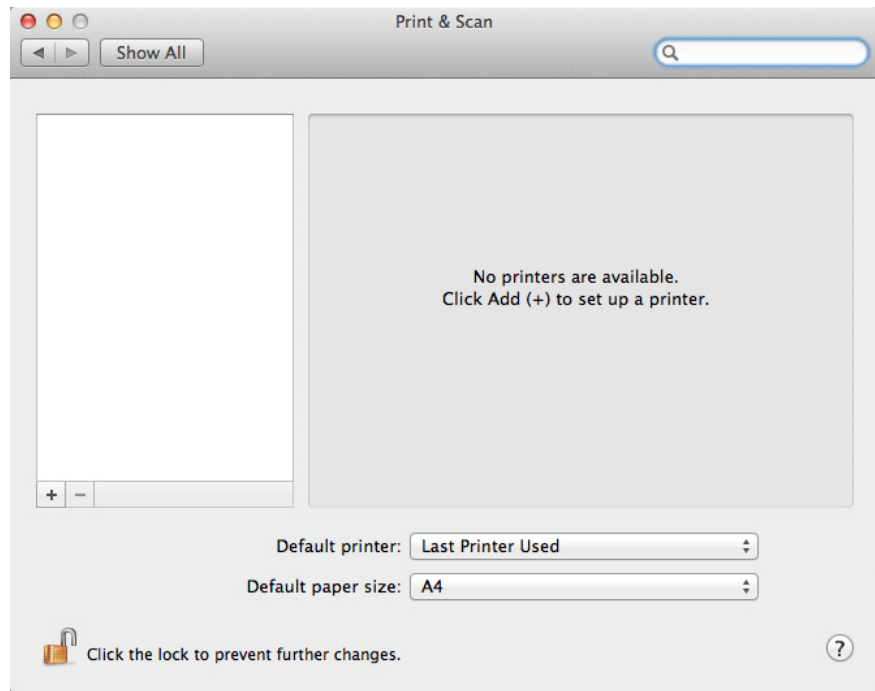 Print & Scan
Show All
No printers are available.
Click Add (+) to set up a printer.
+ −
Default printer: Last Printer Used
Default paper size: A4
Click the lock to prevent further changes.
?